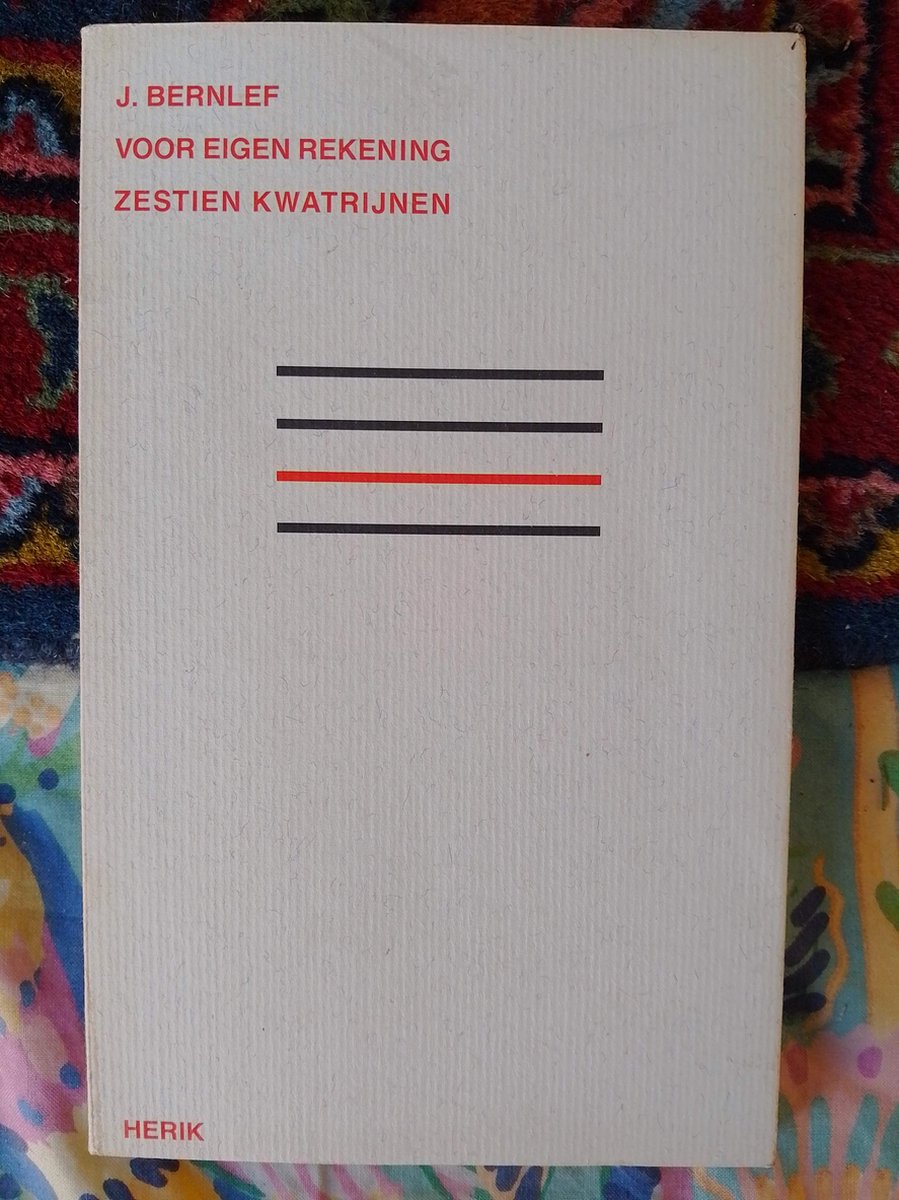 J. BERNLEF
VOOR EIGEN REKENING
ZESTIEN KWATRIJNEN
HERIK